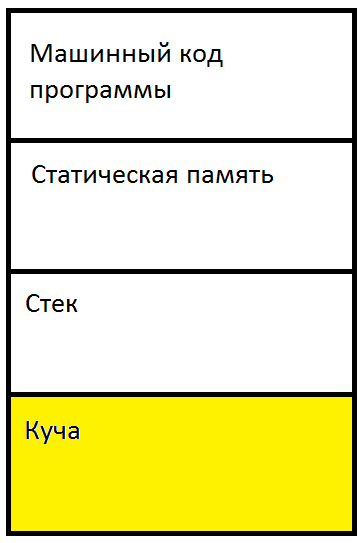 Машинный код
программы
Статическая память
Стек
Куча